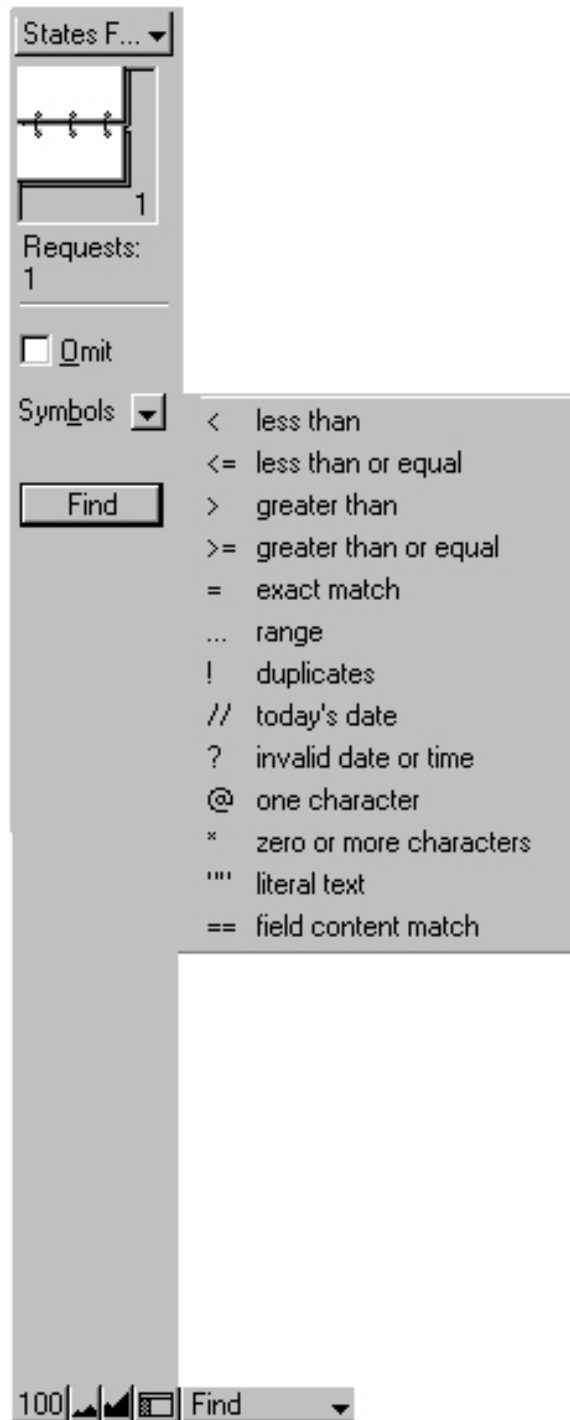 States F...
1
Requests:
1
Omit
Symbols
< less than
<= less than or equal
Find
> greater than
>= greater than or equal
= exact match
... range
! duplicates
// today's date
? invalid date or time
@ one character
* zero or more characters
"" literal text
== field content match
100 Find